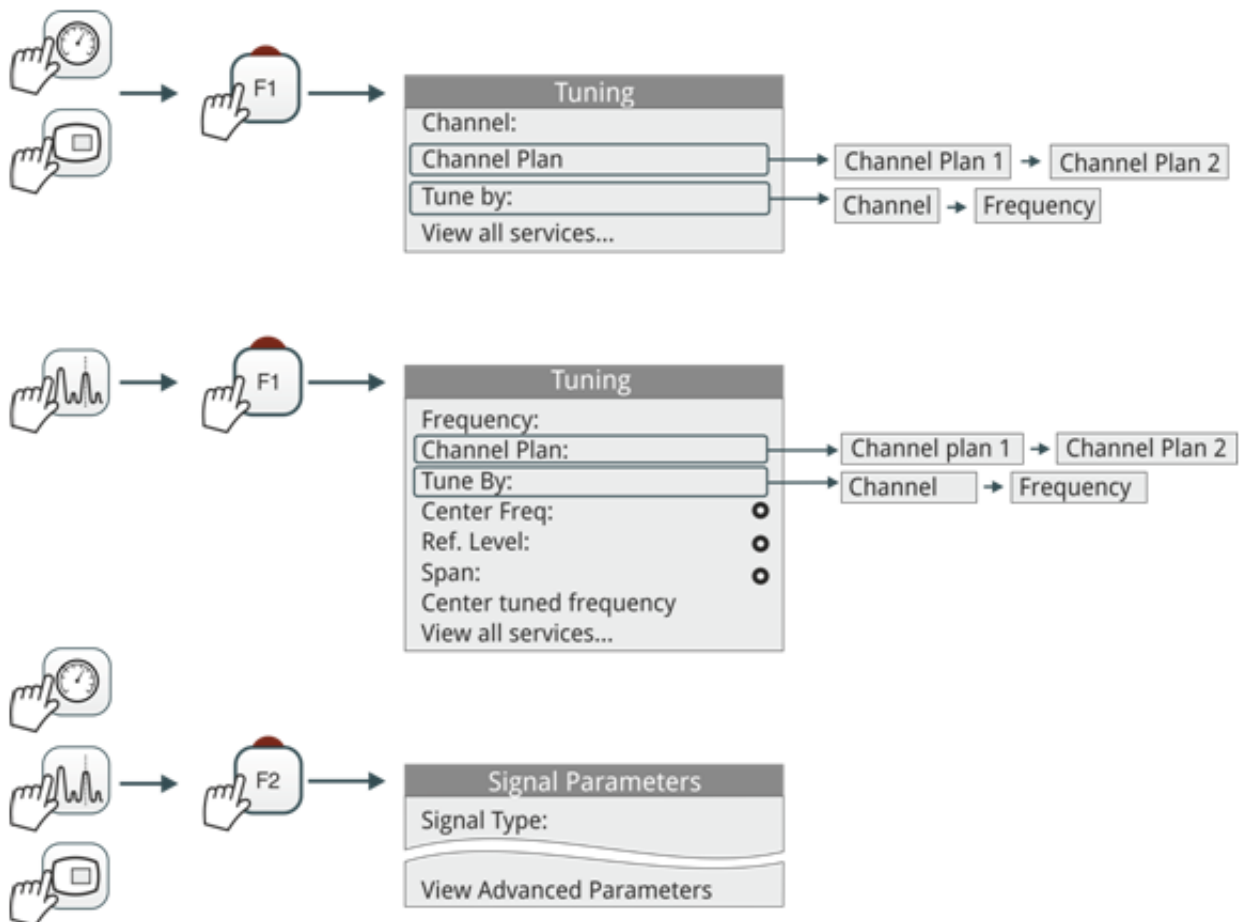 F1
Tuning
Channel:
Channel Plan
Channel Plan 1
Channel Plan 2
Tune by:
Channel
Frequency
View all services...
F1
Tuning
Frequency:
Channel Plan:
Channel plan 1
Channel Plan 2
Tune By:
Channel
Frequency
Center Freq:
Ref. Level:
Span:
Center tuned frequency
View all services...
F2
Signal Parameters
Signal Type:
View Advanced Parameters